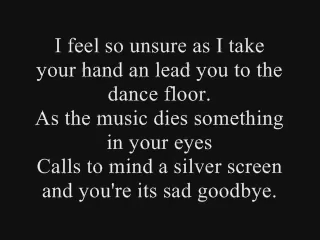 I feel so unsure as I take
your hand an lead you to the
dance floor.
As the music dies something
in your eyes
Calls to mind a silver screen
and you're its sad goodbye.